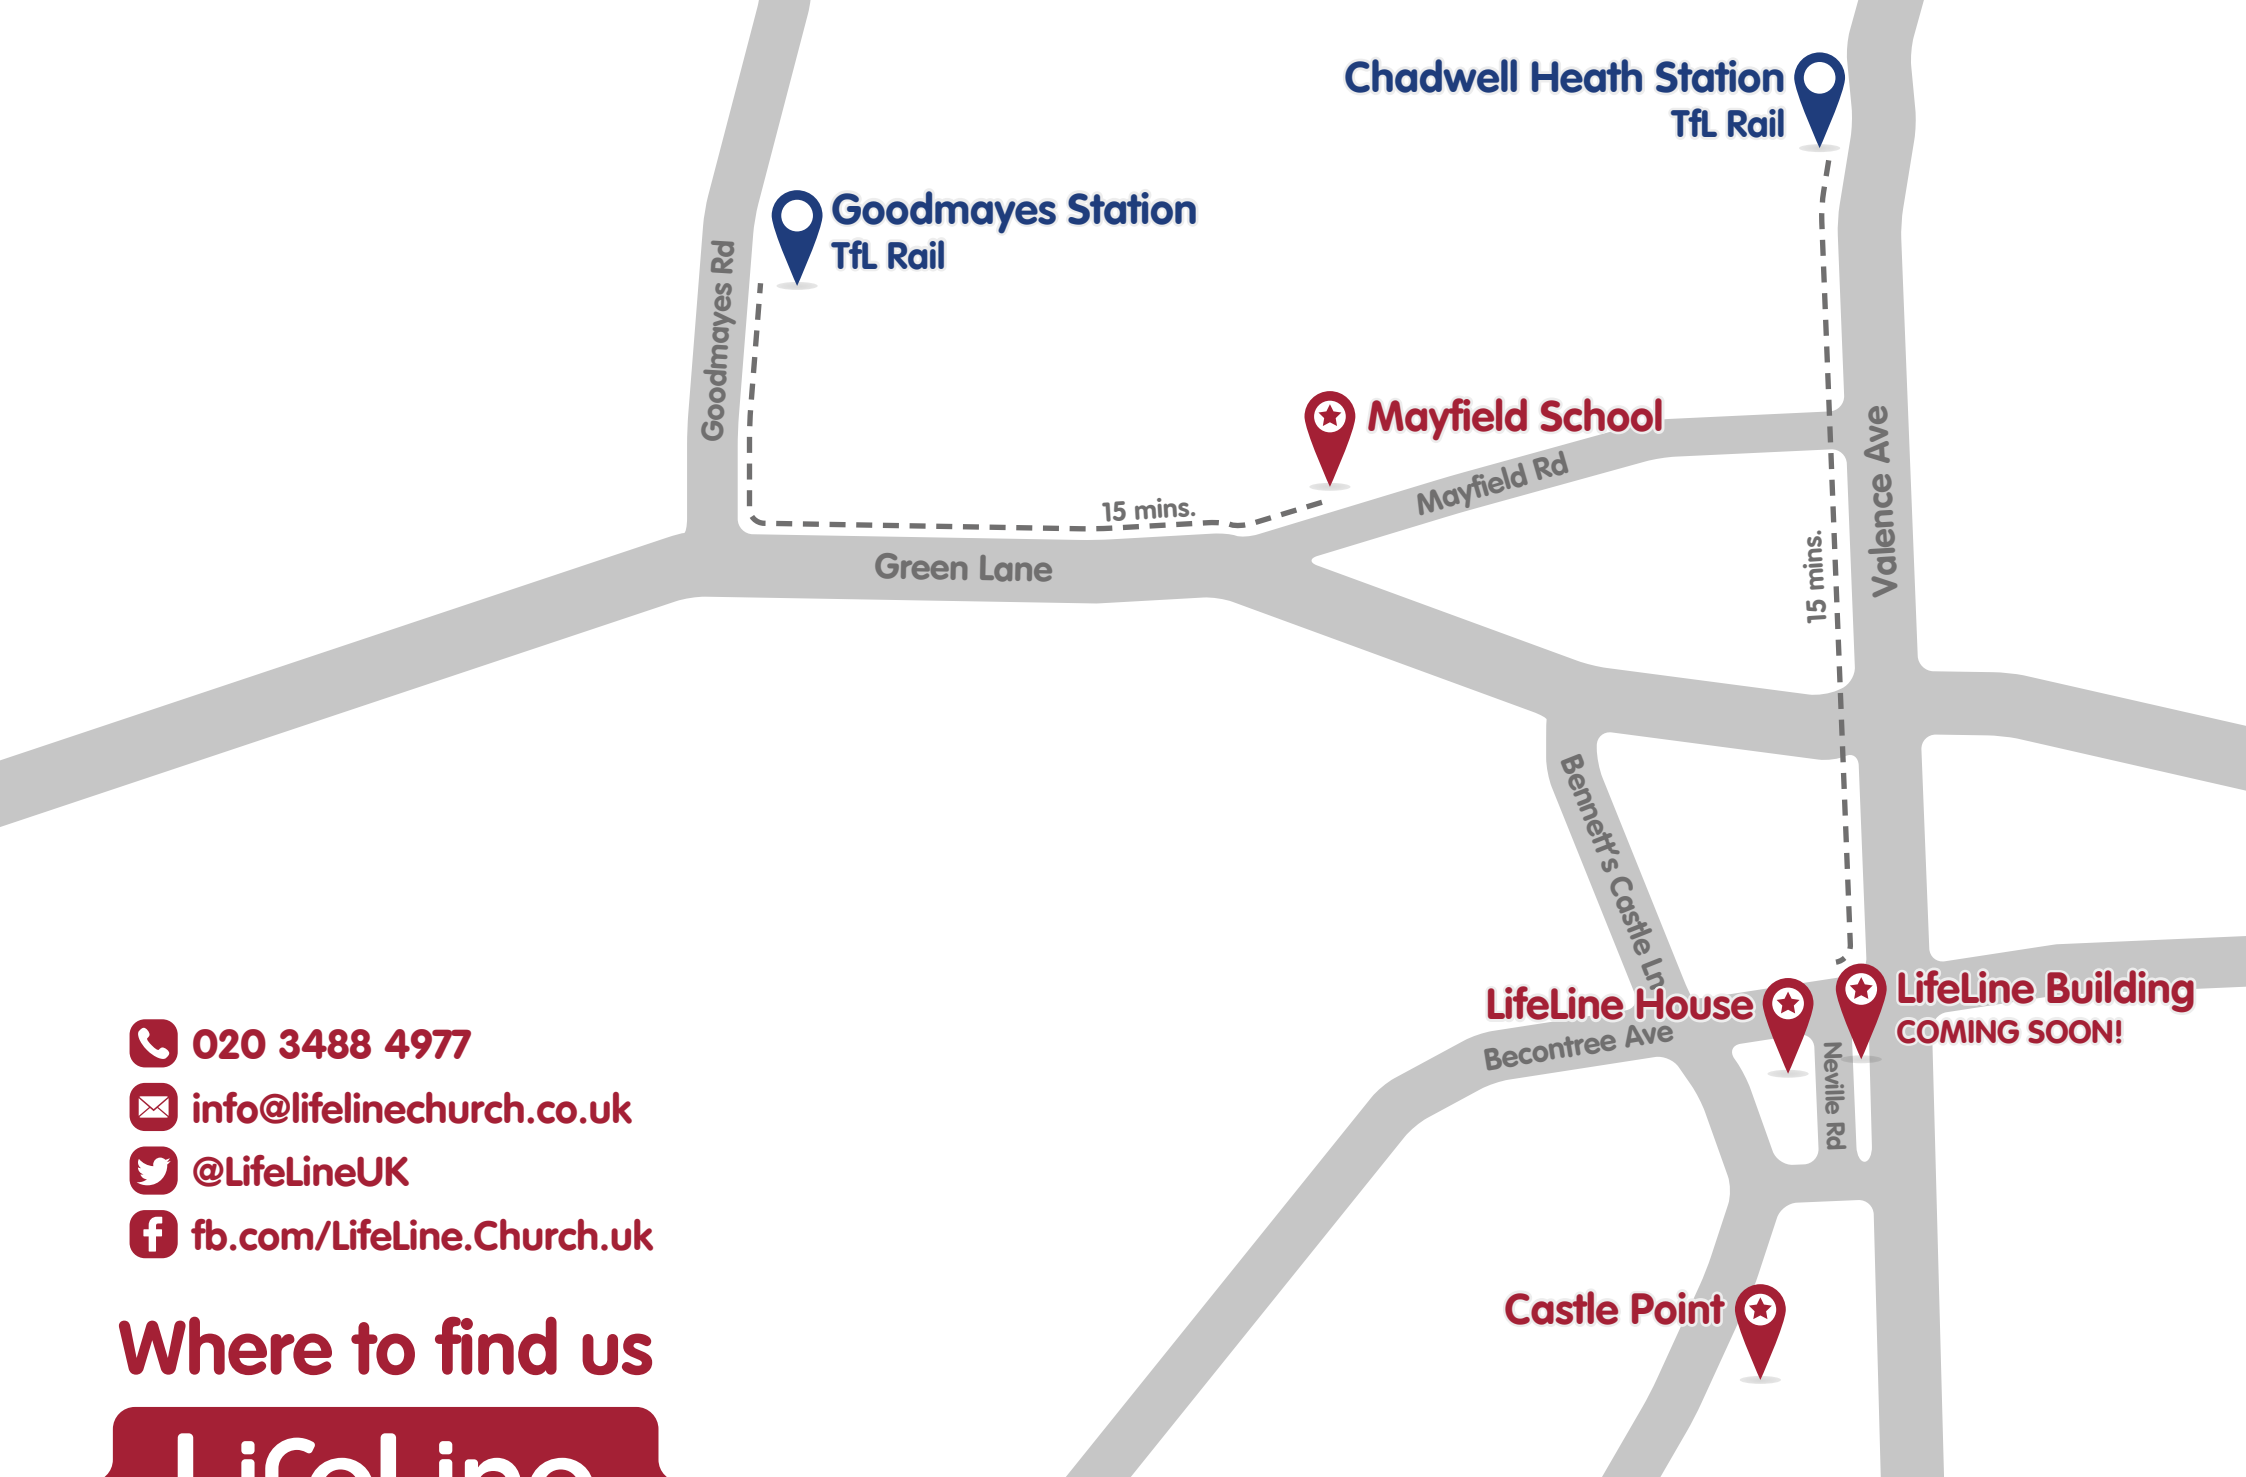 Chadwell Heath Station
TfL Rail
Goodmayes Station
TfL Rail
Goodmayes Rd
Mayfield School
Mayfield Rd
Valence Ave
15 mins.
15 mins.
Green Lane
Bennett's Castle Ln
LifeLine House
LifeLine Building
COMING SOON!
Becontree Ave
Neville Rd
020 3488 4977
info@lifelinechurch.co.uk
@LifeLineUK
fb.com/LifeLine.Church.uk
Castle Point
Where to find us
LifeLine